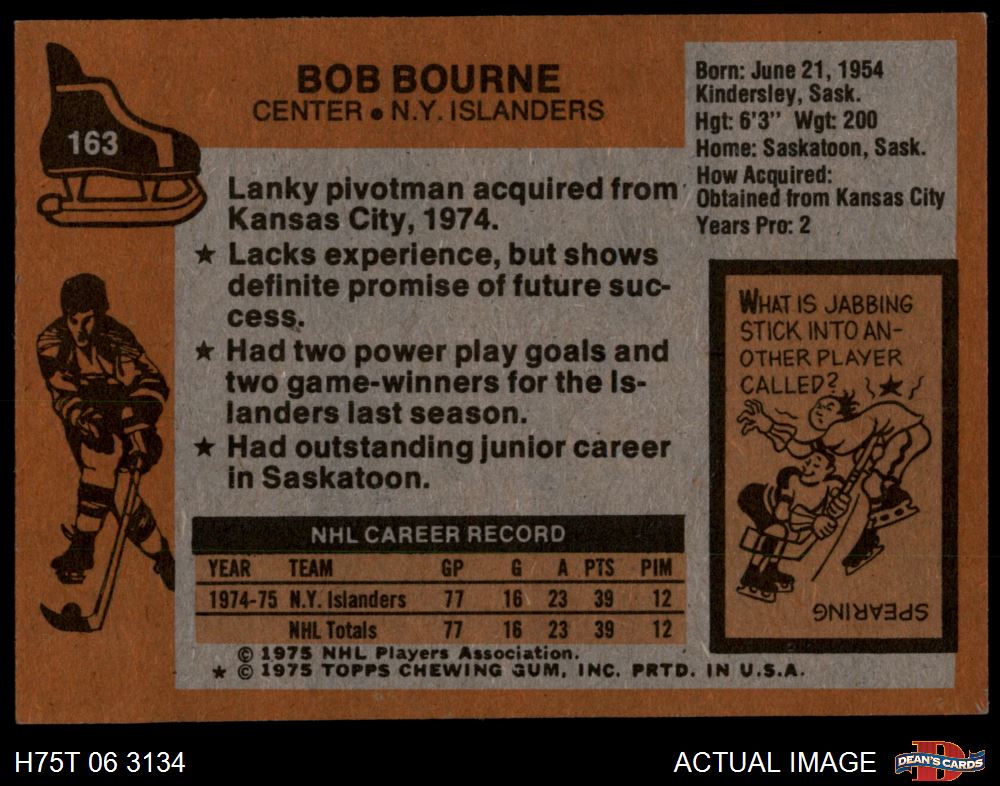 163
BOB BOURNE
CENTER • N.Y. ISLANDERS
Born: June 21, 1954
Kindersley, Sask.
Hgt: 6'3" Wgt: 200
Home: Saskatoon, Sask.
How Acquired:
Obtained from Kansas City
Years Pro: 2
Lanky pivotman acquired from
Kansas City, 1974.
★ Lacks experience, but shows
definite promise of future suc-
cess.
★ Had two power play goals and
two game-winners for the Is-
landers last season.
★ Had outstanding junior career
in Saskatoon.
WHAT IS JABBING
STICK INTO AN-
OTHER PLAYER
CALLED?
SPEARING
NHL CAREER RECORD
YEAR TEAM GP G A PTS PIM
1974-75 N.Y. Islanders 77 16 23 39 12
NHL Totals 77 16 23 39 12
© 1975 NHL Players Association.
★ © 1975 TOPPS CHEWING GUM, INC. PRTD. IN U.S.A.
H75T 06 3134
ACTUAL IMAGE
D
DEAN'S CARDS